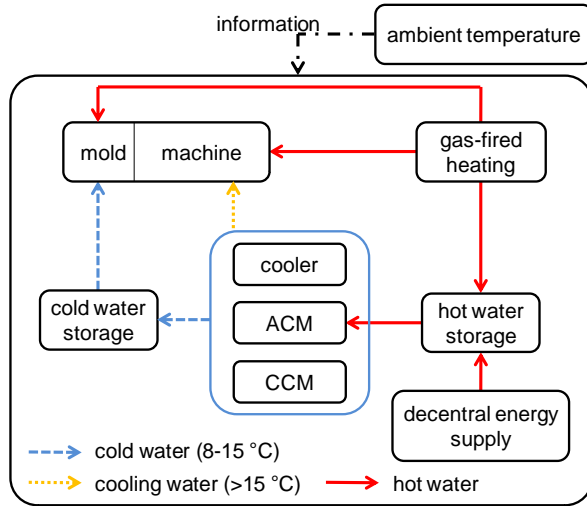 information
ambient temperature
mold
machine
gas-fired
heating
cooler
cold water
storage
ACM
hot water
storage
CCM
decentral energy
supply
cold water (8-15 °C)
cooling water (>15 °C)
hot water